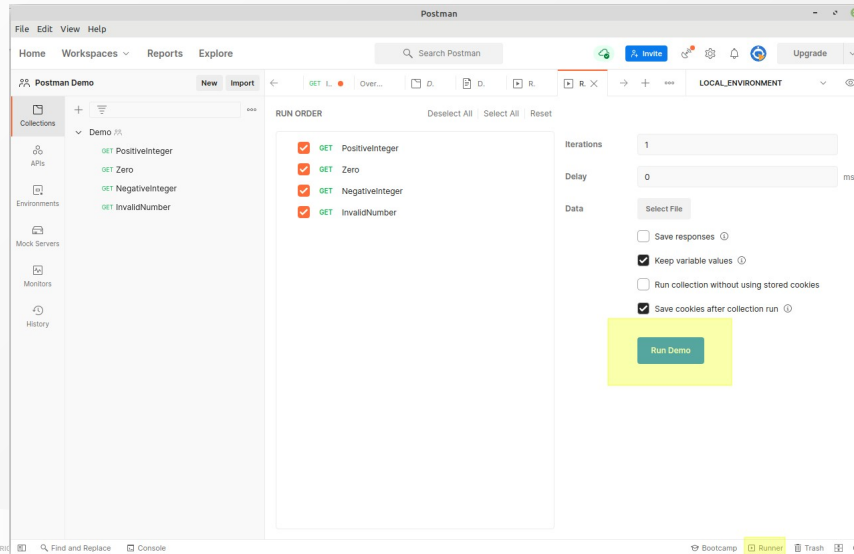 Postman
File Edit View Help
Home Workspaces Reports Explore Search Postman Invite Upgrade
Postman Demo New Import GET I.. Over... D. D. R. R. LOCAL_ENVIRONMENT
Collections
APIs
Environments
Mock Servers
Monitors
History
Demo
GET PositiveInteger
GET Zero
GET NegativeInteger
GET InvalidNumber
RUN ORDER Deselect All Select All Reset
GET PositiveInteger
GET Zero
GET NegativeInteger
GET InvalidNumber
Iterations 1
Delay 0 ms
Data Select File
Save responses
Keep variable values
Run collection without using stored cookies
Save cookies after collection run
Run Demo
Find and Replace Console Bootcamp Runner Trash